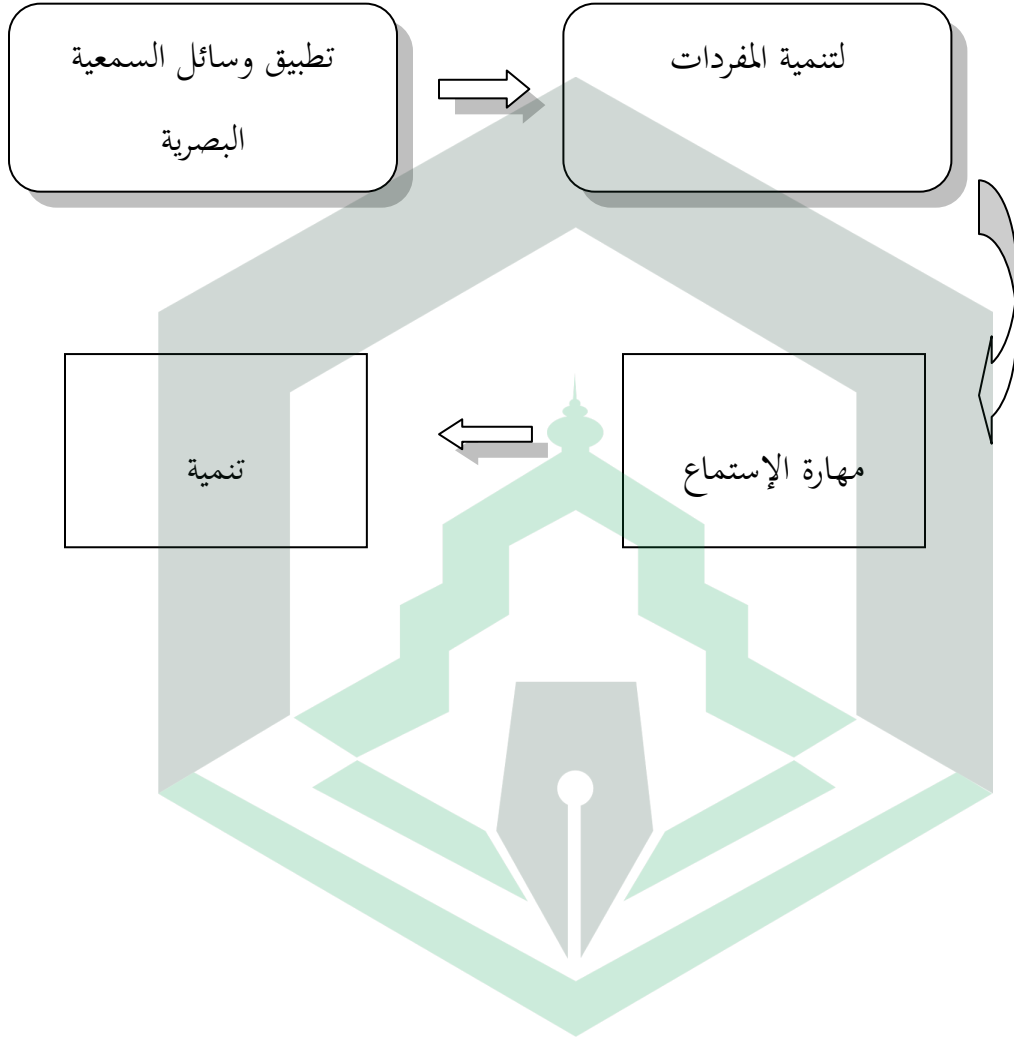 تطبيق وسائل السمعية
البصرية
لتنمية المفردات
مهارة الإستماع
تنمية